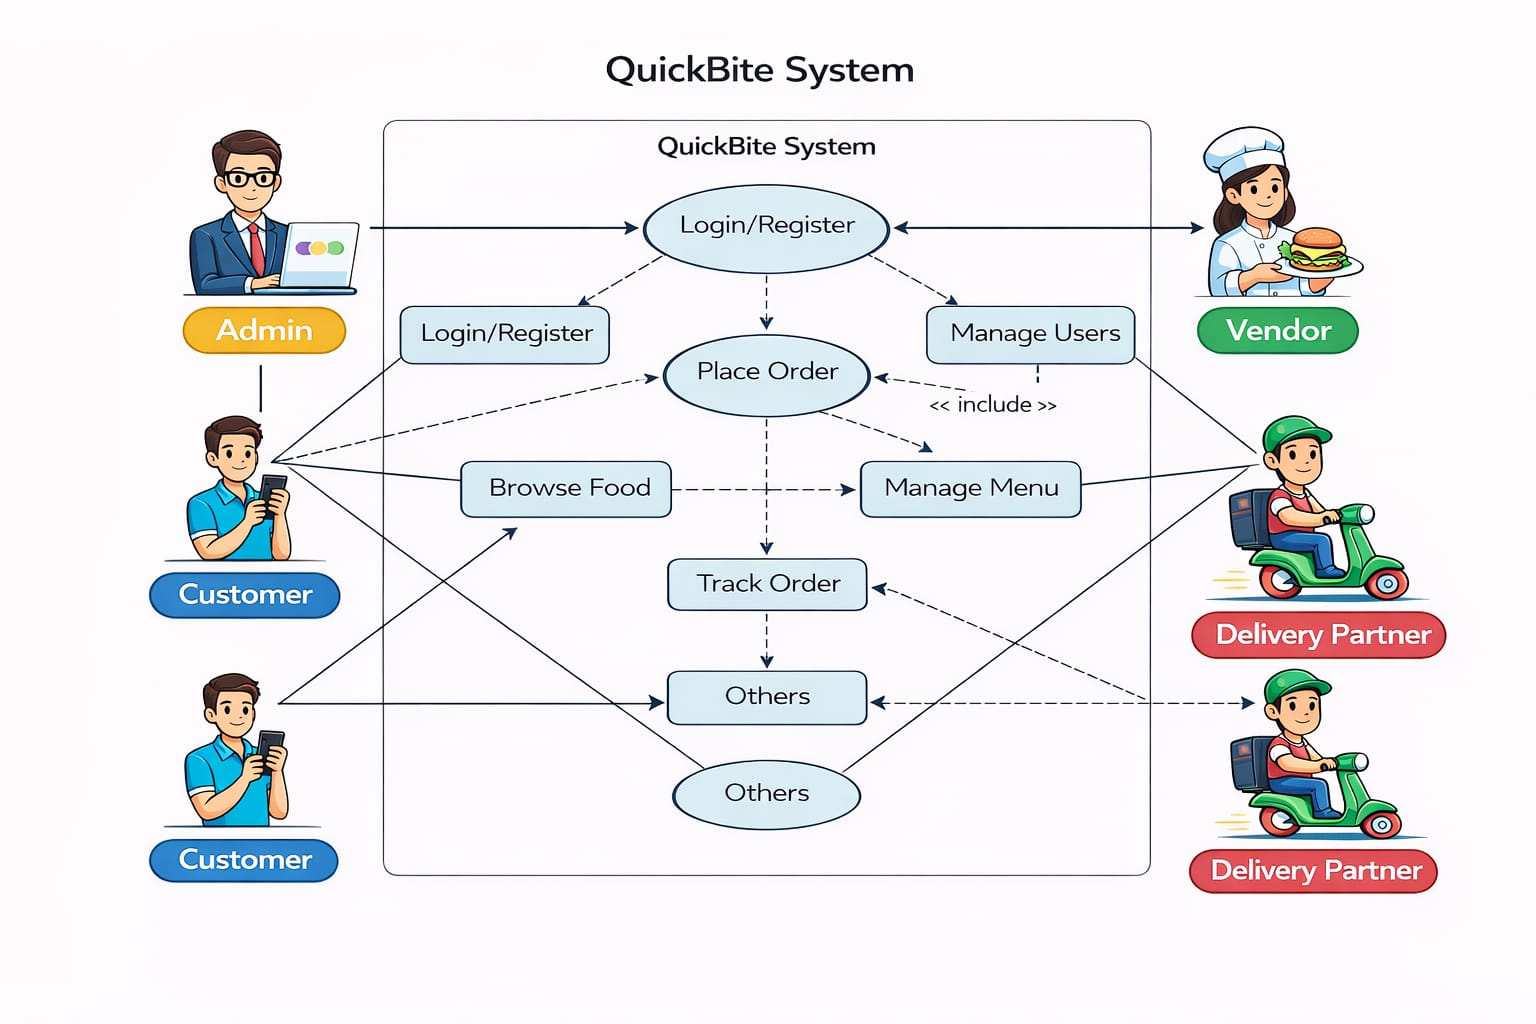 QuickBite System
QuickBite System
Login/Register
Admin
Vendor
Login/Register
Manage Users
Place Order
<< include >>
Browse Food
Manage Menu
Customer
Track Order
Delivery Partner
Others
Others
Customer
Delivery Partner